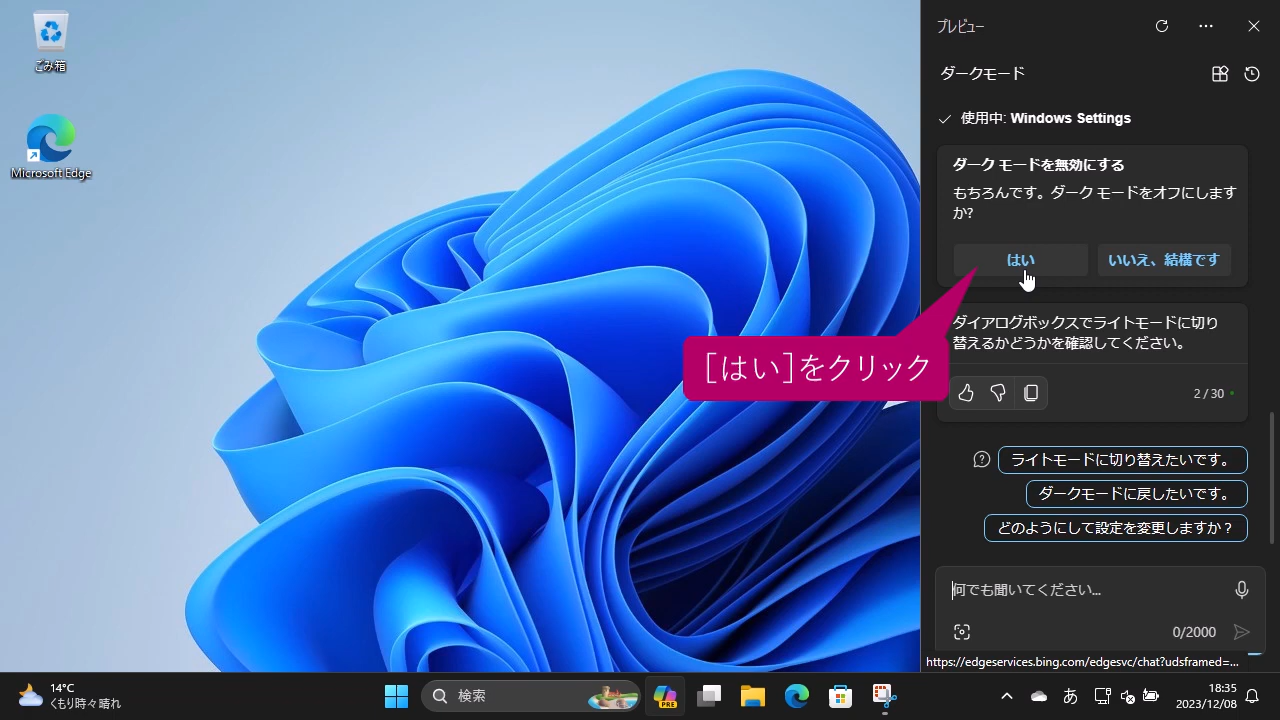 ごみ箱
Microsoft Edge
プレビュー
ダークモード
使用中: Windows Settings
ダーク モードを無効にする
もちろんです。ダーク モードをオフにします
か?
はい
いいえ、結構です
[はい]をクリック
ダイアログボックスでライトモードに切り
替えるかどうかを確認してください。
2 / 30
ライトモードに切り替えたいです。
ダークモードに戻したいです。
どのようにして設定を変更しますか？
何でも聞いてください...
0/2000
https://edgeservices.bing.com/edgesvc/chat?udsframed=...
14°C
くもり時々晴れ
検索
PRE
あ
18:35
2023/12/08